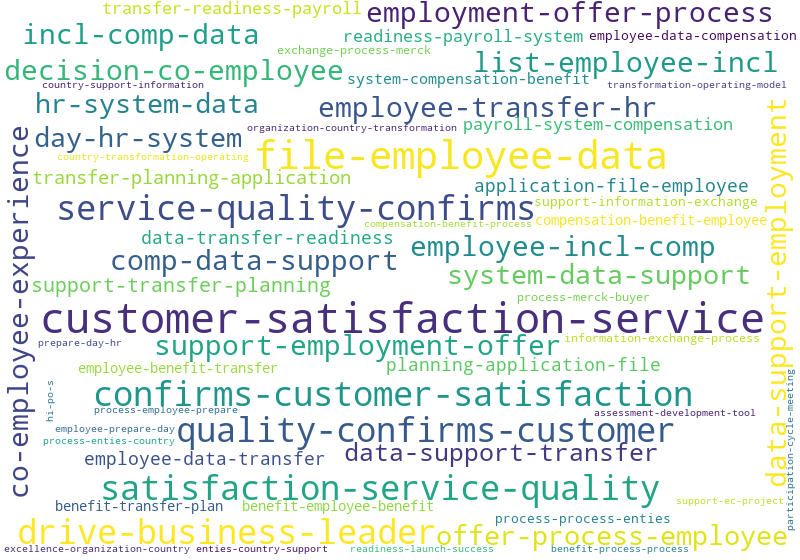 transfer-readiness-payroll
employment-offer-process
incl-comp-data
readiness-payroll-system
employee-data-compensation
exchange-process-merck
list-employee-incl
decision-co-employee
system-compensation-benefit
country-support-information
transformation-operating-model
hr-system-data
employee-transfer-hr
day-hr-system
organization-country-transformation
payroll-system-compensation
country-transformation-operating
file-employee-data
transfer-planning-application
application-file-employee
service-quality-confirms
support-information-exchange
compensation-benefit-process
compensation-benefit-employee
data-transfer-readiness
employee-incl-comp
comp-data-support
system-data-support
support-transfer-planning
process-merck-buyer
customer-satisfaction-service
prepare-day-hr
support-employment-offer
information-exchange-process
employee-benefit-transfer
planning-application-file
co-employee-experience
data-support-employment
hi-po-s
confirms-customer-satisfaction
process-employee-prepare
assessment-development-tool
participation-cycle-meeting
employee-prepare-day
quality-confirms-customer
process-enties-country
employee-data-transfer
data-support-transfer
satisfaction-service-quality
benefit-transfer-plan
benefit-employee-benefit
support-ec-project
process-process-enties
drive-business-leader
offer-process-employee
excellence-organization-country
enties-country-support
readiness-launch-success
benefit-process-process